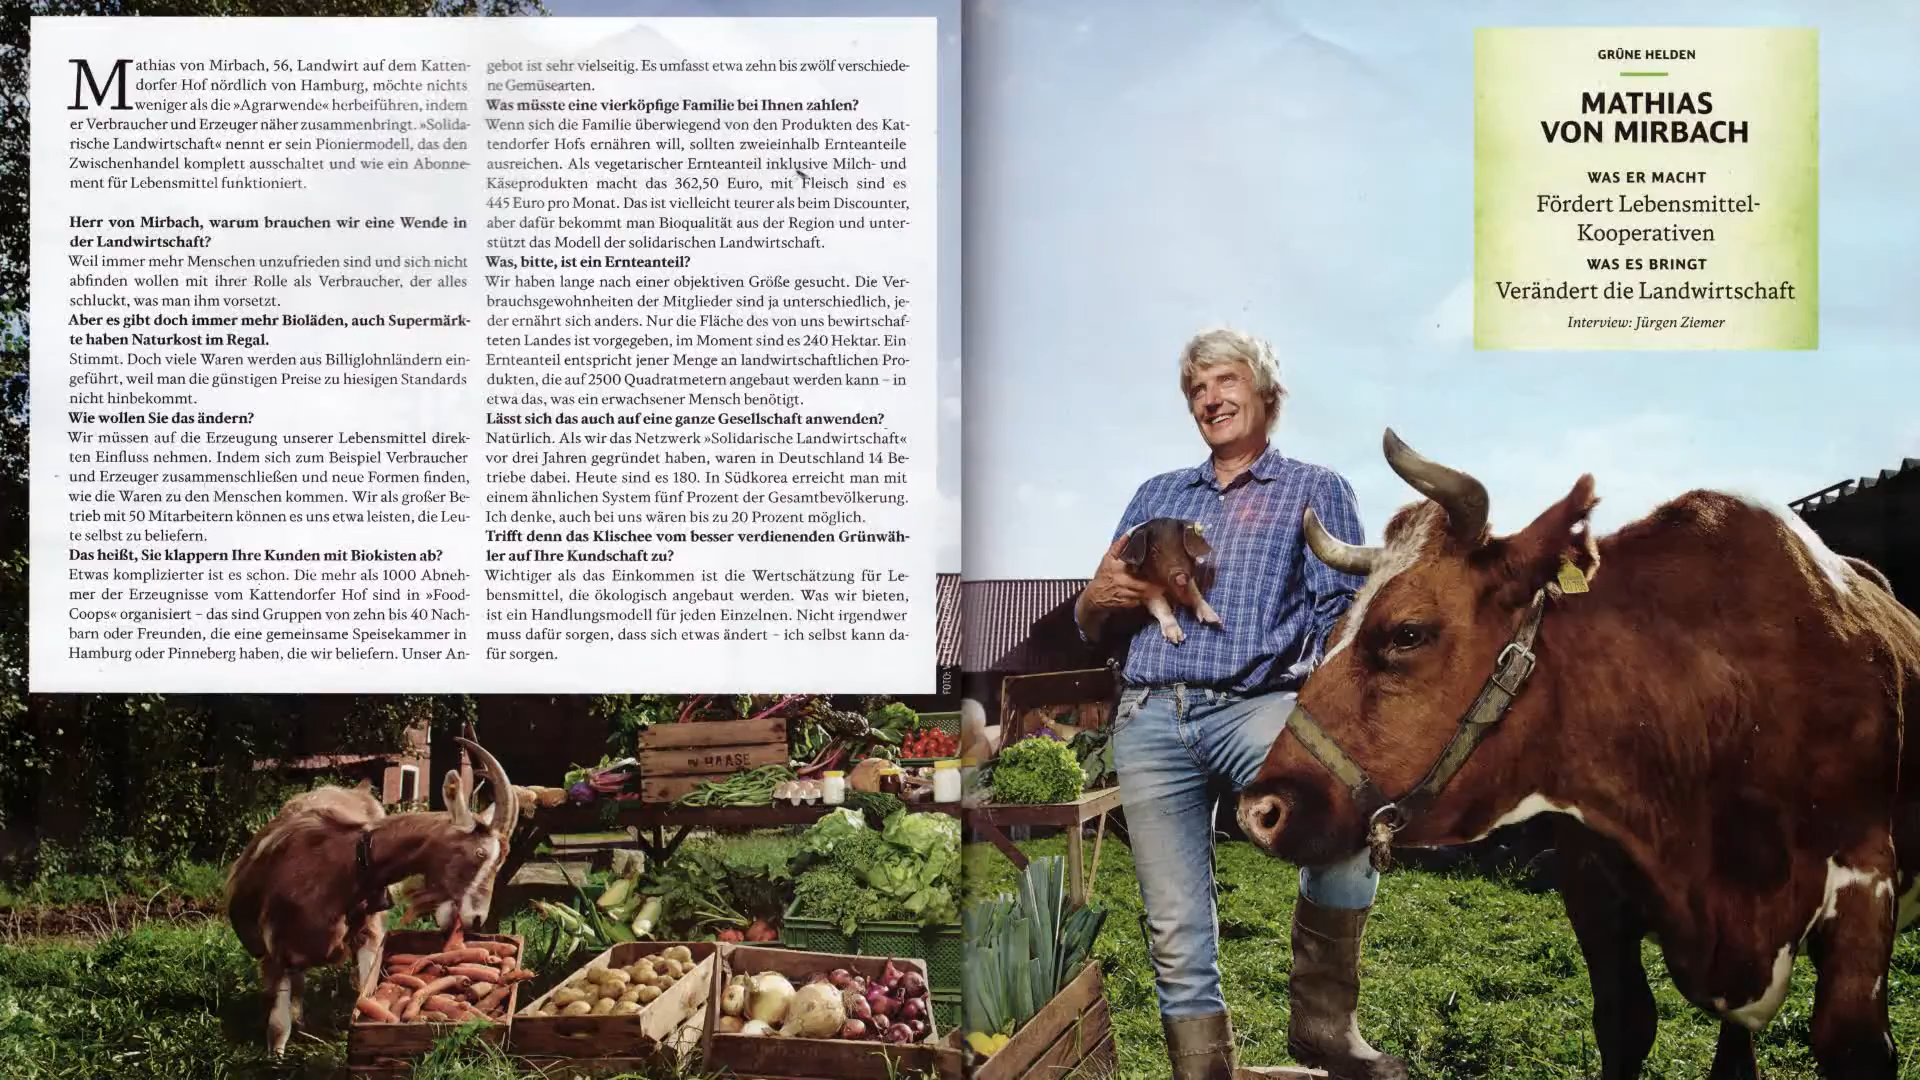 Mathias von Mirbach, 56, Landwirt auf dem Katten-
dorfer Hof nördlich von Hamburg, möchte nichts
weniger als die »Agrarwende« herbeiführen, indem
er Verbraucher und Erzeuger näher zusammenbringt. »Solida-
rische Landwirtschaft« nennt er sein Pioniermodell, das den
Zwischenhandel komplett ausschaltet und wie ein Abonne-
ment für Lebensmittel funktioniert.
Herr von Mirbach, warum brauchen wir eine Wende in
der Landwirtschaft?
Weil immer mehr Menschen unzufrieden sind und sich nicht
abfinden wollen mit ihrer Rolle als Verbraucher, der alles
schluckt, was man ihm vorsetzt.
Aber es gibt doch immer mehr Bioläden, auch Supermärk-
te haben Naturkost im Regal.
Stimmt. Doch viele Waren werden aus Billiglohnländern ein-
geführt, weil man die günstigen Preise zu hiesigen Standards
nicht hinbekommt.
Wie wollen Sie das ändern?
Wir müssen auf die Erzeugung unserer Lebensmittel direk-
ten Einfluss nehmen. Indem sich zum Beispiel Verbraucher
und Erzeuger zusammenschließen und neue Formen finden,
wie die Waren zu den Menschen kommen. Wir als großer Be-
trieb mit 50 Mitarbeitern können es uns etwa leisten, die Leu-
te selbst zu beliefern.
Das heißt, Sie klappern Ihre Kunden mit Biokisten ab?
Etwas komplizierter ist es schon. Die mehr als 1000 Abneh-
mer der Erzeugnisse vom Kattendorfer Hof sind in »Food-
Coops« organisiert – das sind Gruppen von zehn bis 40 Nach-
barn oder Freunden, die eine gemeinsame Speisekammer in
Hamburg oder Pinneberg haben, die wir beliefern. Unser An-
gebot ist sehr vielseitig. Es umfasst etwa zehn bis zwölf verschiede-
ne Gemüsearten.
Was müsste eine vierköpfige Familie bei Ihnen zahlen?
Wenn sich die Familie überwiegend von den Produkten des Kat-
tendorfer Hofs ernähren will, sollten zweieinhalb Ernteanteile
ausreichen. Als vegetarischer Ernteanteil inklusive Milch- und
Käseprodukten macht das 362,50 Euro, mit Fleisch sind es
445 Euro pro Monat. Das ist vielleicht teurer als beim Discounter,
aber dafür bekommt man Bioqualität aus der Region und unter-
stützt das Modell der solidarischen Landwirtschaft.
Was, bitte, ist ein Ernteanteil?
Wir haben lange nach einer objektiven Größe gesucht. Die Ver-
brauchsgewohnheiten der Mitglieder sind ja unterschiedlich, je-
der ernährt sich anders. Nur die Fläche des von uns bewirtschaf-
teten Landes ist vorgegeben, im Moment sind es 240 Hektar. Ein
Ernteanteil entspricht jener Menge an landwirtschaftlichen Pro-
dukten, die auf 2500 Quadratmetern angebaut werden kann – in
etwa das, was ein erwachsener Mensch benötigt.
Lässt sich das auch auf eine ganze Gesellschaft anwenden?
Natürlich. Als wir das Netzwerk »Solidarische Landwirtschaft«
vor drei Jahren gegründet haben, waren in Deutschland 14 Be-
triebe dabei. Heute sind es 180. In Südkorea erreicht man mit
einem ähnlichen System fünf Prozent der Gesamtbevölkerung.
Ich denke, auch bei uns wären bis zu 20 Prozent möglich.
Trifft denn das Klischee vom besser verdienenden Grünwäh-
ler auf Ihre Kundschaft zu?
Wichtiger als das Einkommen ist die Wertschätzung für Le-
bensmittel, die ökologisch angebaut werden. Was wir bieten,
ist ein Handlungsmodell für jeden Einzelnen. Nicht irgendwer
muss dafür sorgen, dass sich etwas ändert – ich selbst kann da-
für sorgen.
FOTO:
HAASE
GRÜNE HELDEN
MATHIAS
VON MIRBACH
WAS ER MACHT
Fördert Lebensmittel-
Kooperativen
WAS ES BRINGT
Verändert die Landwirtschaft
Interview: Jürgen Ziemer